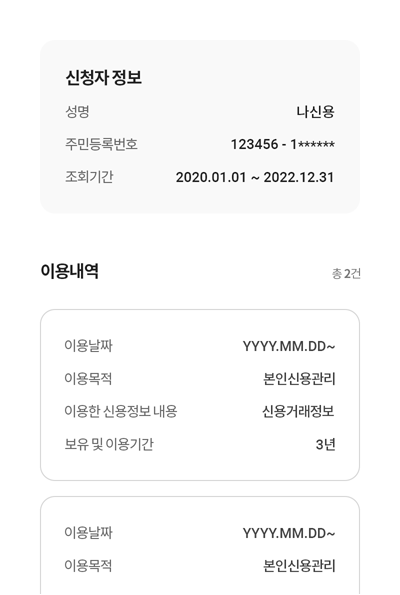 신청자 정보
성명 나신용
주민등록번호 123456 - 1******
조회기간 2020.01.01 ~ 2022.12.31
이용내역 총 2건
이용날짜 YYYY.MM.DD~
이용목적 본인신용관리
이용한 신용정보 내용 신용거래정보
보유 및 이용기간 3년
이용날짜 YYYY.MM.DD~
이용목적 본인신용관리